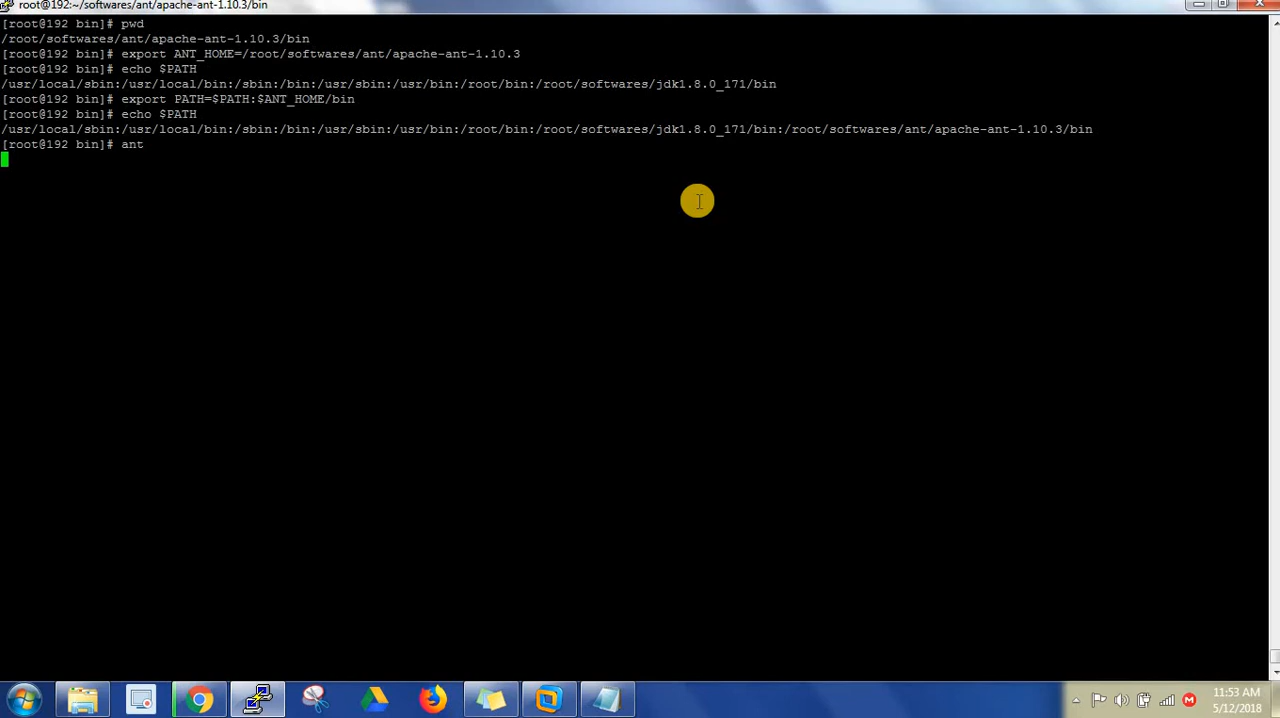 root@192:~/softwares/ant/apache-ant-1.10.3/bin
[root@192 bin]# pwd
/root/softwares/ant/apache-ant-1.10.3/bin
[root@192 bin]# export ANT_HOME=/root/softwares/ant/apache-ant-1.10.3
[root@192 bin]# echo $PATH
/usr/local/sbin:/usr/local/bin:/sbin:/bin:/usr/sbin:/usr/bin:/root/bin:/root/softwares/jdk1.8.0_171/bin
[root@192 bin]# export PATH=$PATH:$ANT_HOME/bin
[root@192 bin]# echo $PATH
/usr/local/sbin:/usr/local/bin:/sbin:/bin:/usr/sbin:/usr/bin:/root/bin:/root/softwares/jdk1.8.0_171/bin:/root/softwares/ant/apache-ant-1.10.3/bin
[root@192 bin]# ant
11:53 AM
5/12/2018